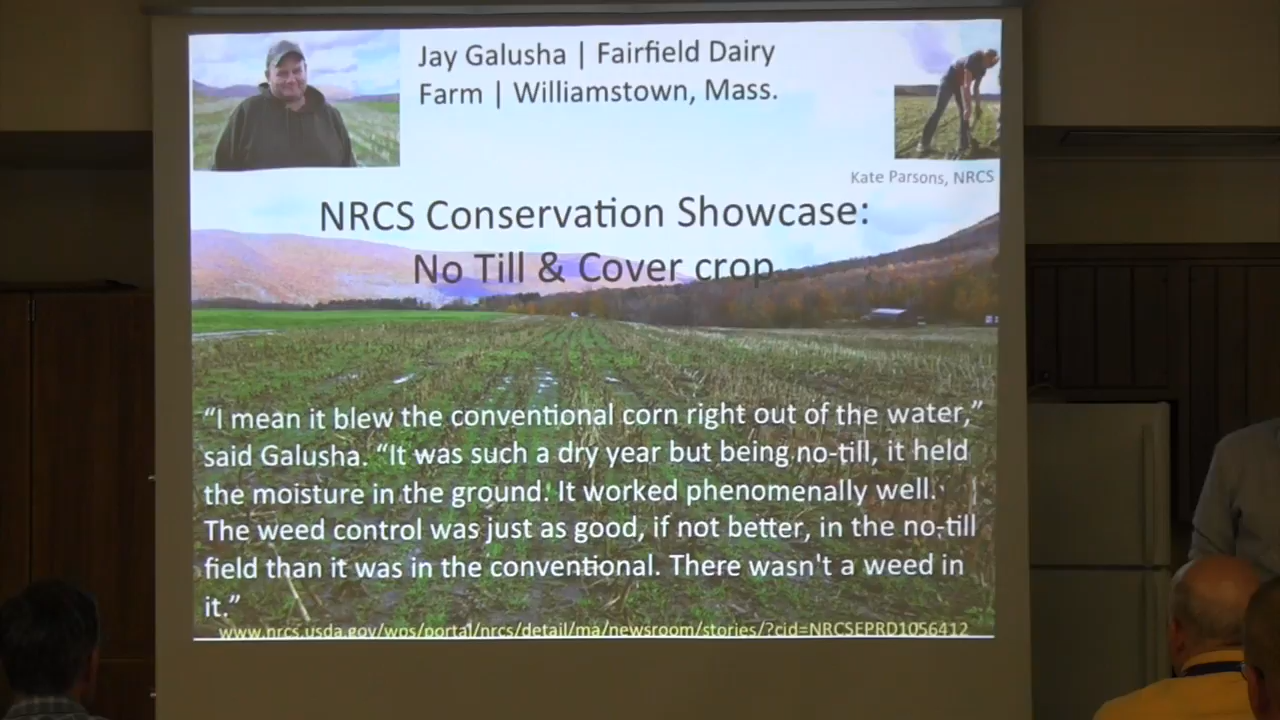 Jay Galusha | Fairfield Dairy
Farm | Williamstown, Mass.
Kate Parsons, NRCS
NRCS Conservation Showcase:
No Till & Cover crop
“I mean it blew the conventional corn right out of the water,”
said Galusha. “It was such a dry year but being no-till, it held
the moisture in the ground. It worked phenomenally well.
The weed control was just as good, if not better, in the no-till
field than it was in the conventional. There wasn't a weed in
it.”
www.nrcs.usda.gov/wps/portal/nrcs/detail/ma/newsroom/stories/?cid=NRCSEPRD1056412